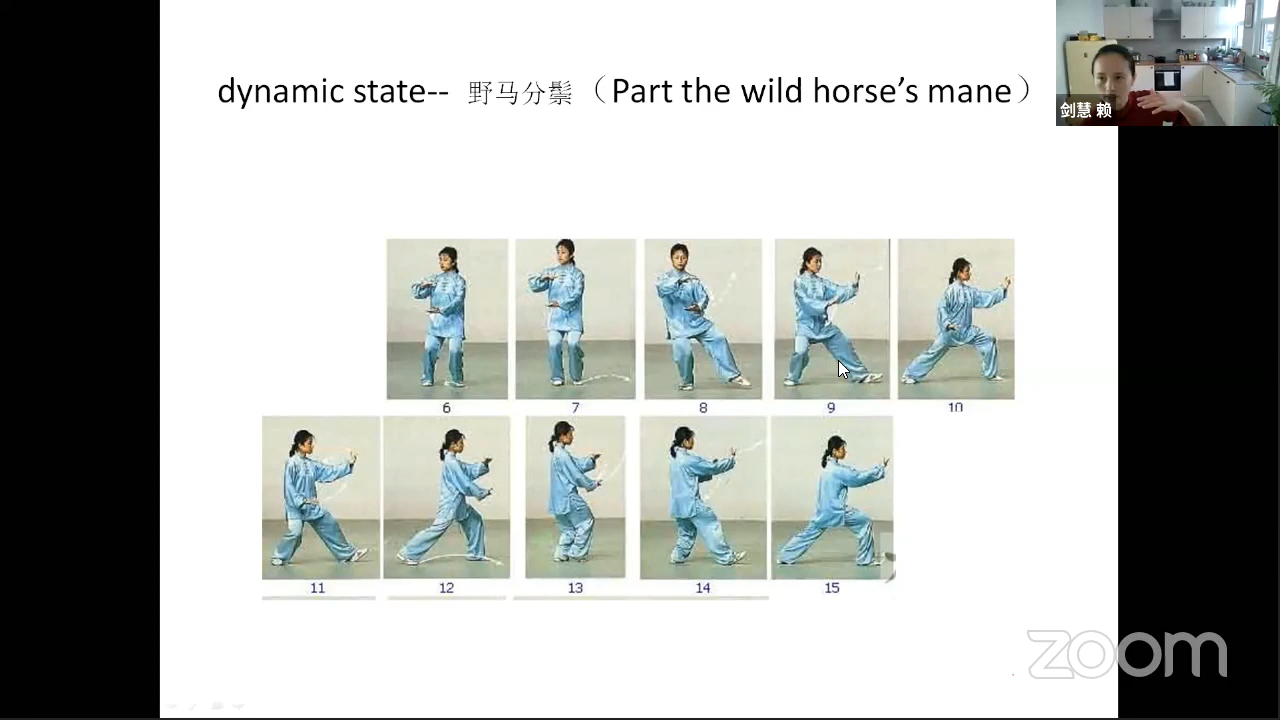 dynamic state-- 野马分鬃（Part the wild horse’s mane）
剑慧 赖
6 7 8 9 10
11 12 13 14 15
zoom